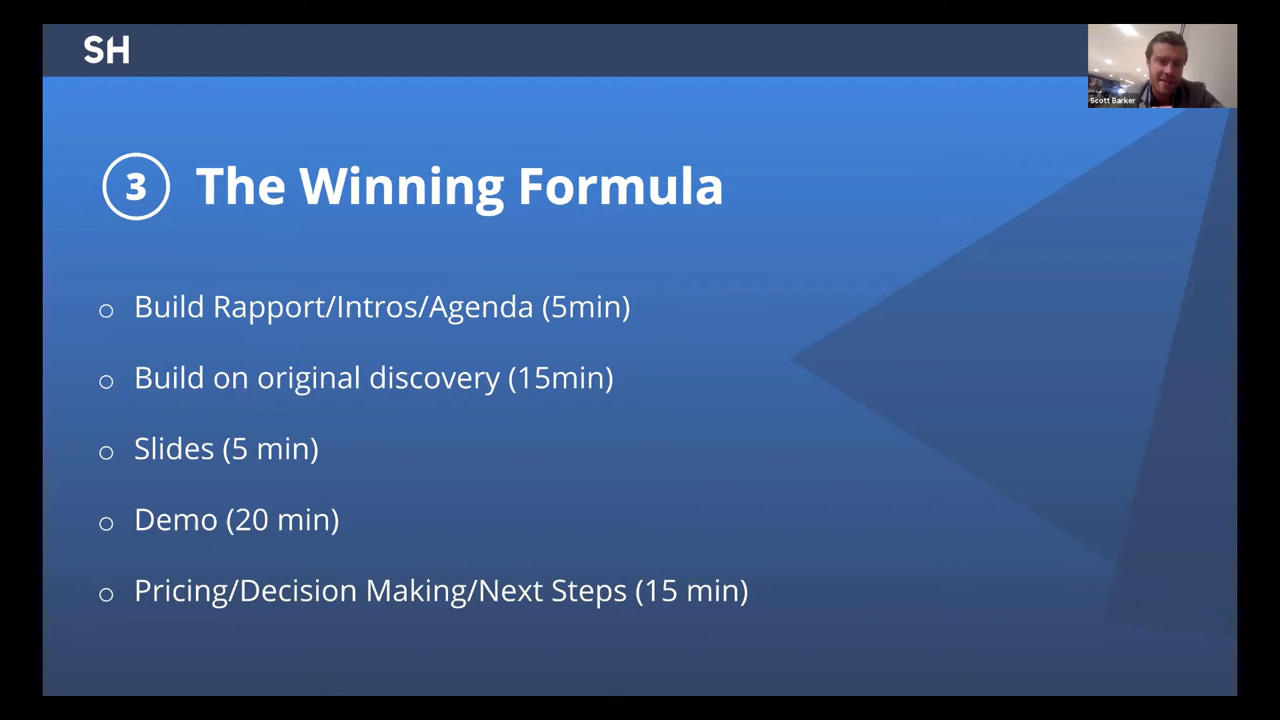 SH
Scott Barker
3 The Winning Formula
Build Rapport/Intros/Agenda (5min)
Build on original discovery (15min)
Slides (5 min)
Demo (20 min)
Pricing/Decision Making/Next Steps (15 min)